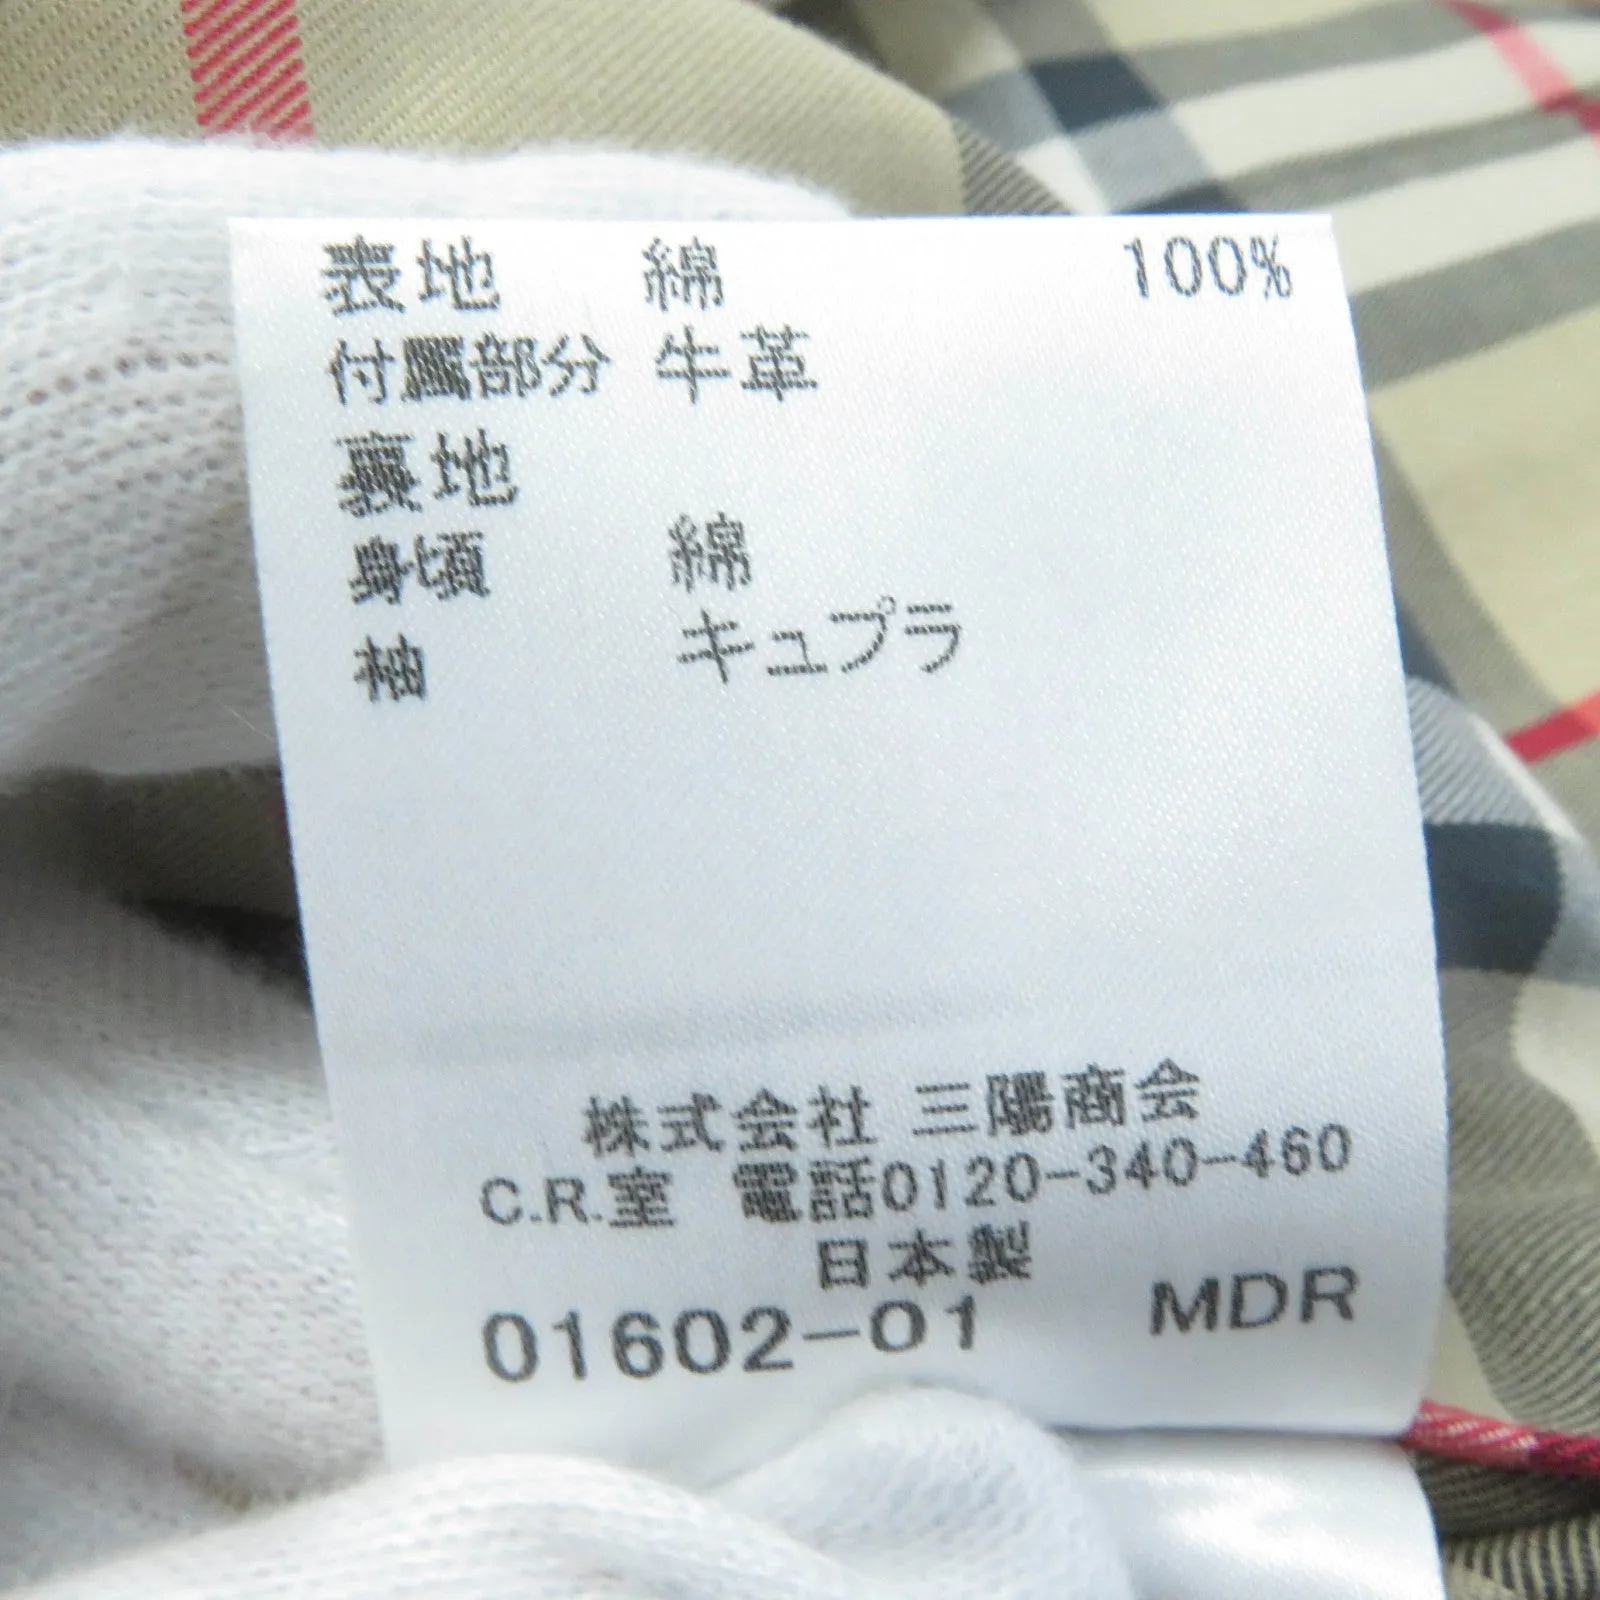 表地 綿 100%
付属部分 牛革
裏地
身頃 綿
袖 キュプラ
株式会社 三陽商会
C.R.室 電話0120-340-460
日本製
01602-01 MDR